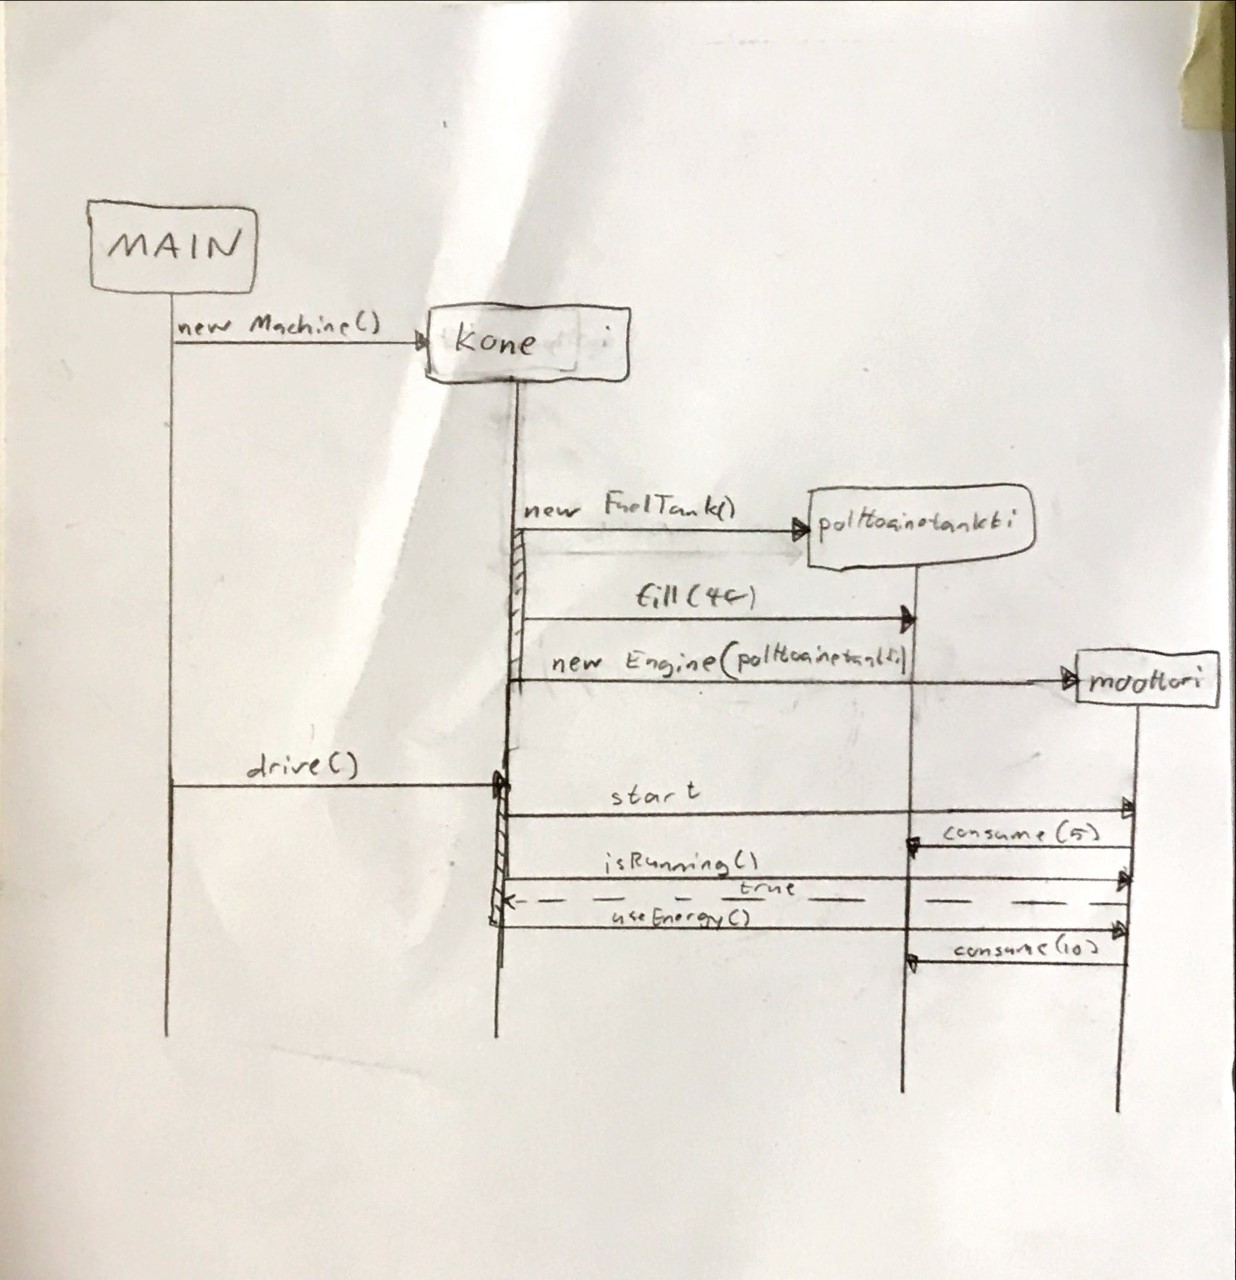 MAIN
new Machine()
Kone
new FuelTank()
polttoainetankki
fill(
new Engine(polttoainetankki)
moottori
drive()
start
consume(5)
isRunning()
true
useEnergy()
consume(10)